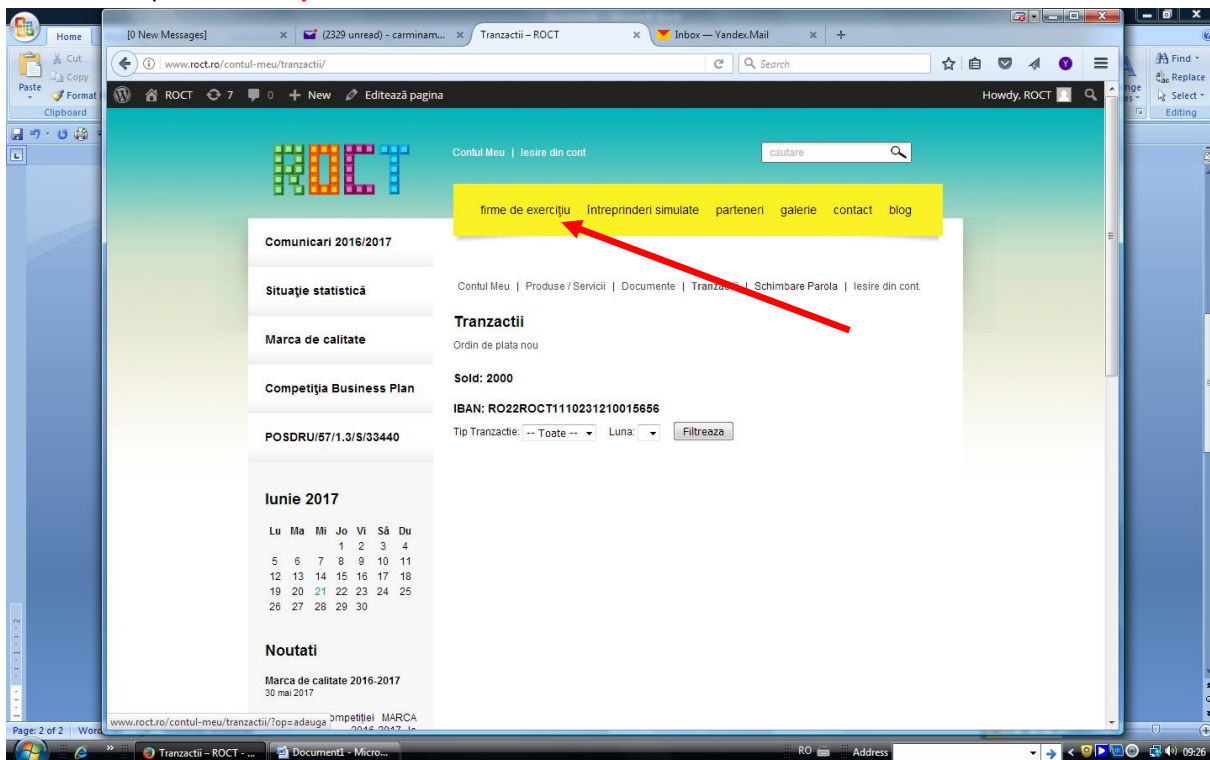 Home
[0 New Messages]
(2329 unread) - carminam...
Tranzactii – ROCT
Inbox — Yandex.Mail
Cut
Copy
Paste
Format
Clipboard
Find
Replace
Select
Editing
www.roct.ro/contul-meu/tranzactii/
Search
ROCT 7 0 + New Editează pagina
Howdy, ROCT
ROCT
Contul Meu | Iesire din cont
cautare
firme de exerciţiu întreprinderi simulate parteneri galerie contact blog
Comunicari 2016/2017
Situaţie statistică
Marca de calitate
Competiţia Business Plan
POSDRU/57/1.3/S/33440
Contul Meu | Produse / Servicii | Documente | Tranzactii | Schimbare Parola | Iesire din cont.
Tranzactii
Ordin de plata nou
Sold: 2000
IBAN: RO22ROCT1110231210015656
Tip Tranzactie: -- Toate -- Luna: Filtreaza
Iunie 2017
Lu Ma Mi Jo Vi Sâ Du
1 2 3 4
5 6 7 8 9 10 11
12 13 14 15 16 17 18
19 20 21 22 23 24 25
26 27 28 29 30
Noutati
Marca de calitate 2016-2017
30 mai 2017
MARCA
www.roct.ro/contul-meu/tranzactii/?op=adauga
Page: 2 of 2
Tranzactii – ROCT - ...
Document1 - Micro...
RO
Address
09:26